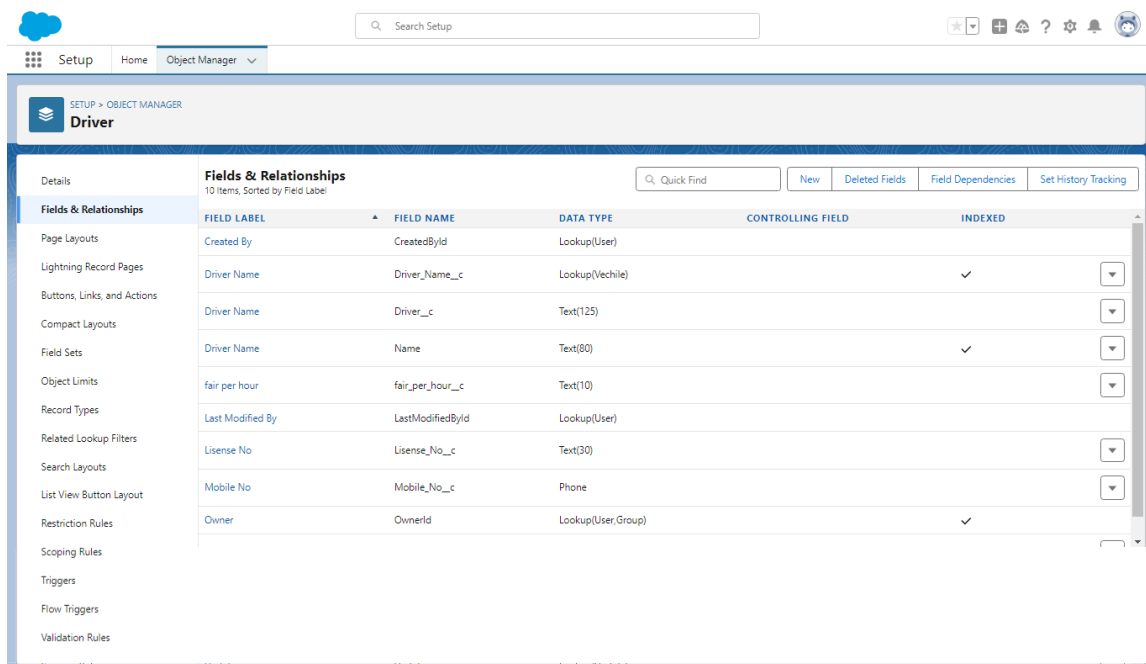 Search Setup
Setup Home Object Manager
SETUP > OBJECT MANAGER
Driver
Details
Fields & Relationships
Page Layouts
Lightning Record Pages
Buttons, Links, and Actions
Compact Layouts
Field Sets
Object Limits
Record Types
Related Lookup Filters
Search Layouts
List View Button Layout
Restriction Rules
Scoping Rules
Triggers
Flow Triggers
Validation Rules
Fields & Relationships
10 Items, Sorted by Field Label
Quick Find New Deleted Fields Field Dependencies Set History Tracking
FIELD LABEL FIELD NAME DATA TYPE CONTROLLING FIELD INDEXED
Created By CreatedById Lookup(User)
Driver Name Driver_Name__c Lookup(Vechile)
Driver Name Driver__c Text(125)
Driver Name Name Text(80)
fair per hour fair_per_hour__c Text(10)
Last Modified By LastModifiedById Lookup(User)
Lisense No Lisense_No__c Text(30)
Mobile No Mobile_No__c Phone
Owner OwnerId Lookup(User,Group)